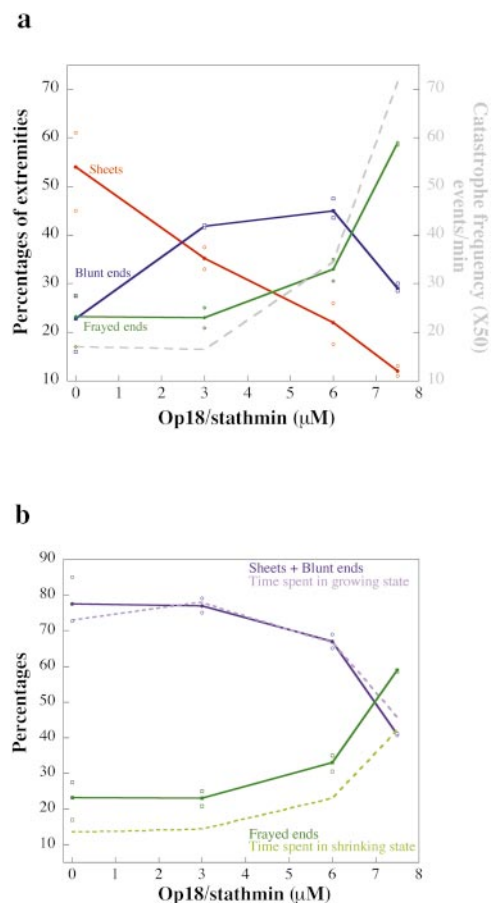 a
Percentages of extremities
70
60
50
40
30
20
10
Sheets
Blunt ends
Frayed ends
70
60
50
40
30
20
10
Catastrophe frequency (X50)
events/min
0 1 2 3 4 5 6 7 8
Op18/stathmin (μM)
b
Percentages
90
80
70
60
50
40
30
20
10
Sheets + Blunt ends
Time spent in growing state
Frayed ends
Time spent in shrinking state
0 1 2 3 4 5 6 7 8
Op18/stathmin (μM)